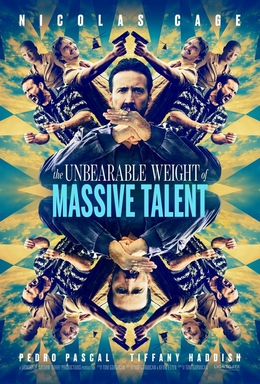 NICOLAS CAGE
the UNBEARABLE WEIGHT of
MASSIVE TALENT
PEDRO PASCAL TIFFANY HADDISH